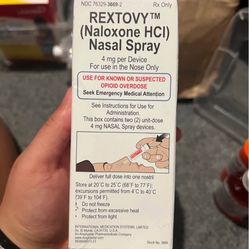 NDC 76329-3669-2 Rx Only
REXTOVY™
(Naloxone HCl)
Nasal Spray
4 mg per Device
For use in the Nose Only
USE FOR KNOWN OR SUSPECTED
OPIOID OVERDOSE
Seek Emergency Medical Attention
See Instructions for Use for
Administration.
This box contains two (2) unit-dose
4 mg NASAL Spray devices.
Deliver full dose into one nostril
Store at 20°C to 25°C (68°F to 77°F);
excursions permitted from 4°C to 40°C
(39°F to 104°F).
• Do not freeze
• Protect from excessive heat
• Protect from light
INTERNATIONAL MEDICATION SYSTEMS, LIMITED